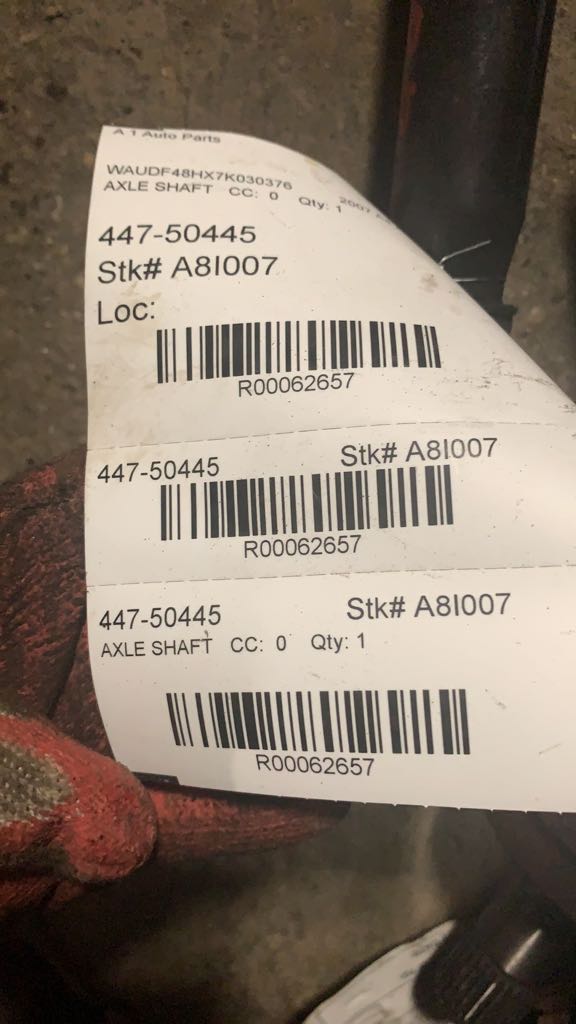 A 1 Auto Parts
WAUDF48HX7K030376
AXLE SHAFT CC: 0 Qty: 1 2007
447-50445
Stk# A8I007
Loc:
R00062657
447-50445 Stk# A8I007
R00062657
447-50445 Stk# A8I007
AXLE SHAFT CC: 0 Qty: 1
R00062657